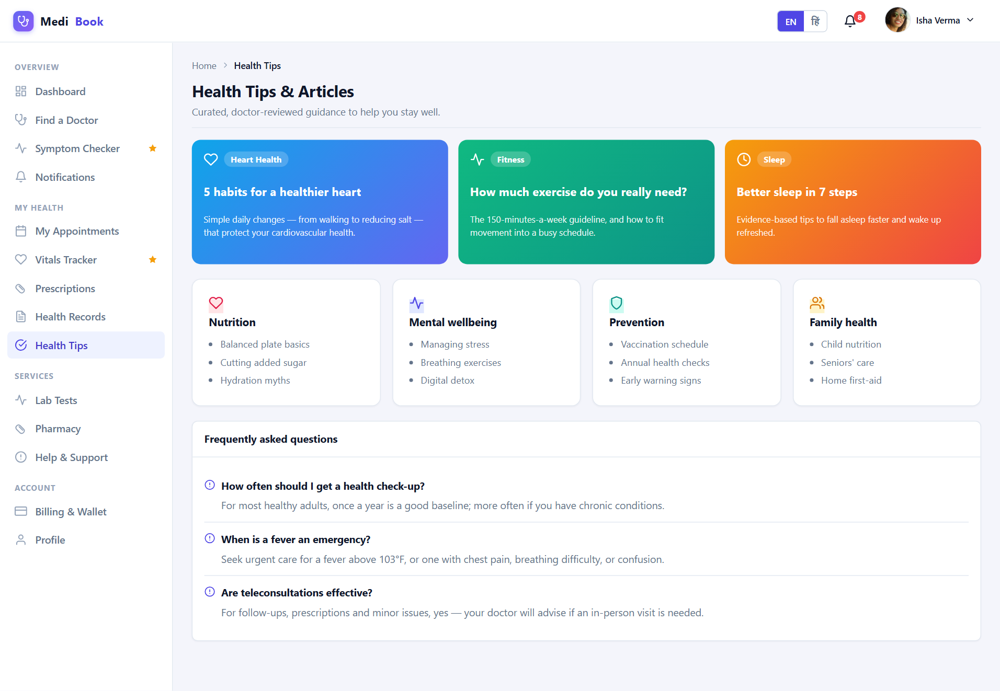 Medi Book
EN
हिं
8
Isha Verma
OVERVIEW
Dashboard
Find a Doctor
Symptom Checker
Notifications
MY HEALTH
My Appointments
Vitals Tracker
Prescriptions
Health Records
Health Tips
SERVICES
Lab Tests
Pharmacy
Help & Support
ACCOUNT
Billing & Wallet
Profile
Home
Health Tips
Health Tips & Articles
Curated, doctor-reviewed guidance to help you stay well.
Heart Health
5 habits for a healthier heart
Simple daily changes — from walking to reducing salt —
that protect your cardiovascular health.
Fitness
How much exercise do you really need?
The 150-minutes-a-week guideline, and how to fit
movement into a busy schedule.
Sleep
Better sleep in 7 steps
Evidence-based tips to fall asleep faster and wake up
refreshed.
Nutrition
Balanced plate basics
Cutting added sugar
Hydration myths
Mental wellbeing
Managing stress
Breathing exercises
Digital detox
Prevention
Vaccination schedule
Annual health checks
Early warning signs
Family health
Child nutrition
Seniors' care
Home first-aid
Frequently asked questions
How often should I get a health check-up?
For most healthy adults, once a year is a good baseline; more often if you have chronic conditions.
When is a fever an emergency?
Seek urgent care for a fever above 103°F, or one with chest pain, breathing difficulty, or confusion.
Are teleconsultations effective?
For follow-ups, prescriptions and minor issues, yes — your doctor will advise if an in-person visit is needed.